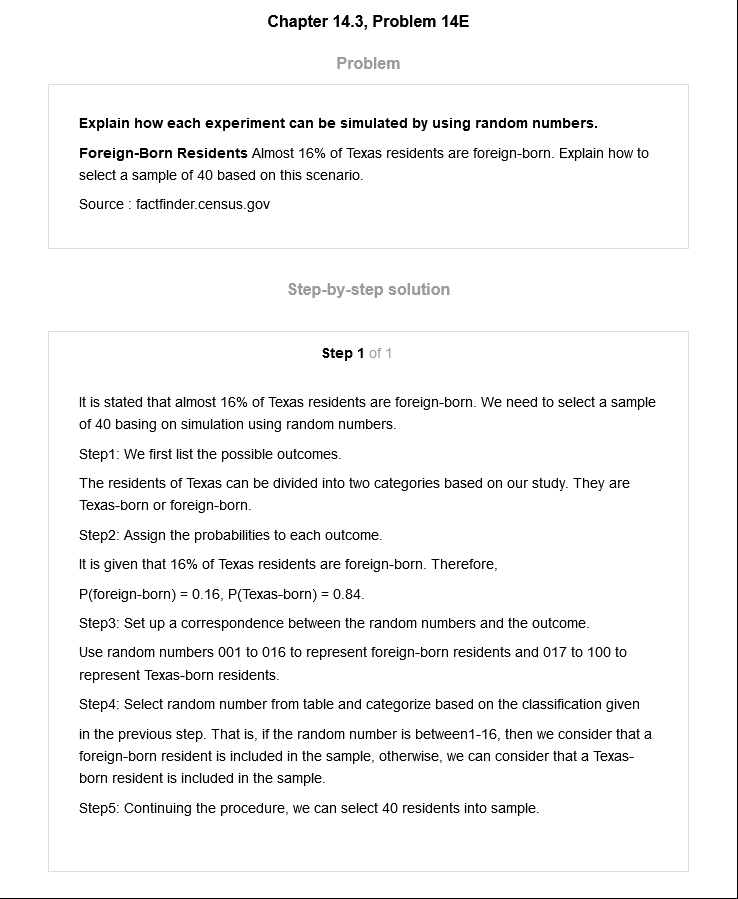 Chapter 14.3, Problem 14E
Problem
Explain how each experiment can be simulated by using random numbers.
Foreign-Born Residents Almost 16% of Texas residents are foreign-born. Explain how to
select a sample of 40 based on this scenario.
Source : factfinder.census.gov
Step-by-step solution
Step 1 of 1
It is stated that almost 16% of Texas residents are foreign-born. We need to select a sample
of 40 basing on simulation using random numbers.
Step1: We first list the possible outcomes.
The residents of Texas can be divided into two categories based on our study. They are
Texas-born or foreign-born.
Step2: Assign the probabilities to each outcome.
It is given that 16% of Texas residents are foreign-born. Therefore,
P(foreign-born) = 0.16, P(Texas-born) = 0.84.
Step3: Set up a correspondence between the random numbers and the outcome.
Use random numbers 001 to 016 to represent foreign-born residents and 017 to 100 to
represent Texas-born residents.
Step4: Select random number from table and categorize based on the classification given
in the previous step. That is, if the random number is between1-16, then we consider that a
foreign-born resident is included in the sample, otherwise, we can consider that a Texas-
born resident is included in the sample.
Step5: Continuing the procedure, we can select 40 residents into sample.